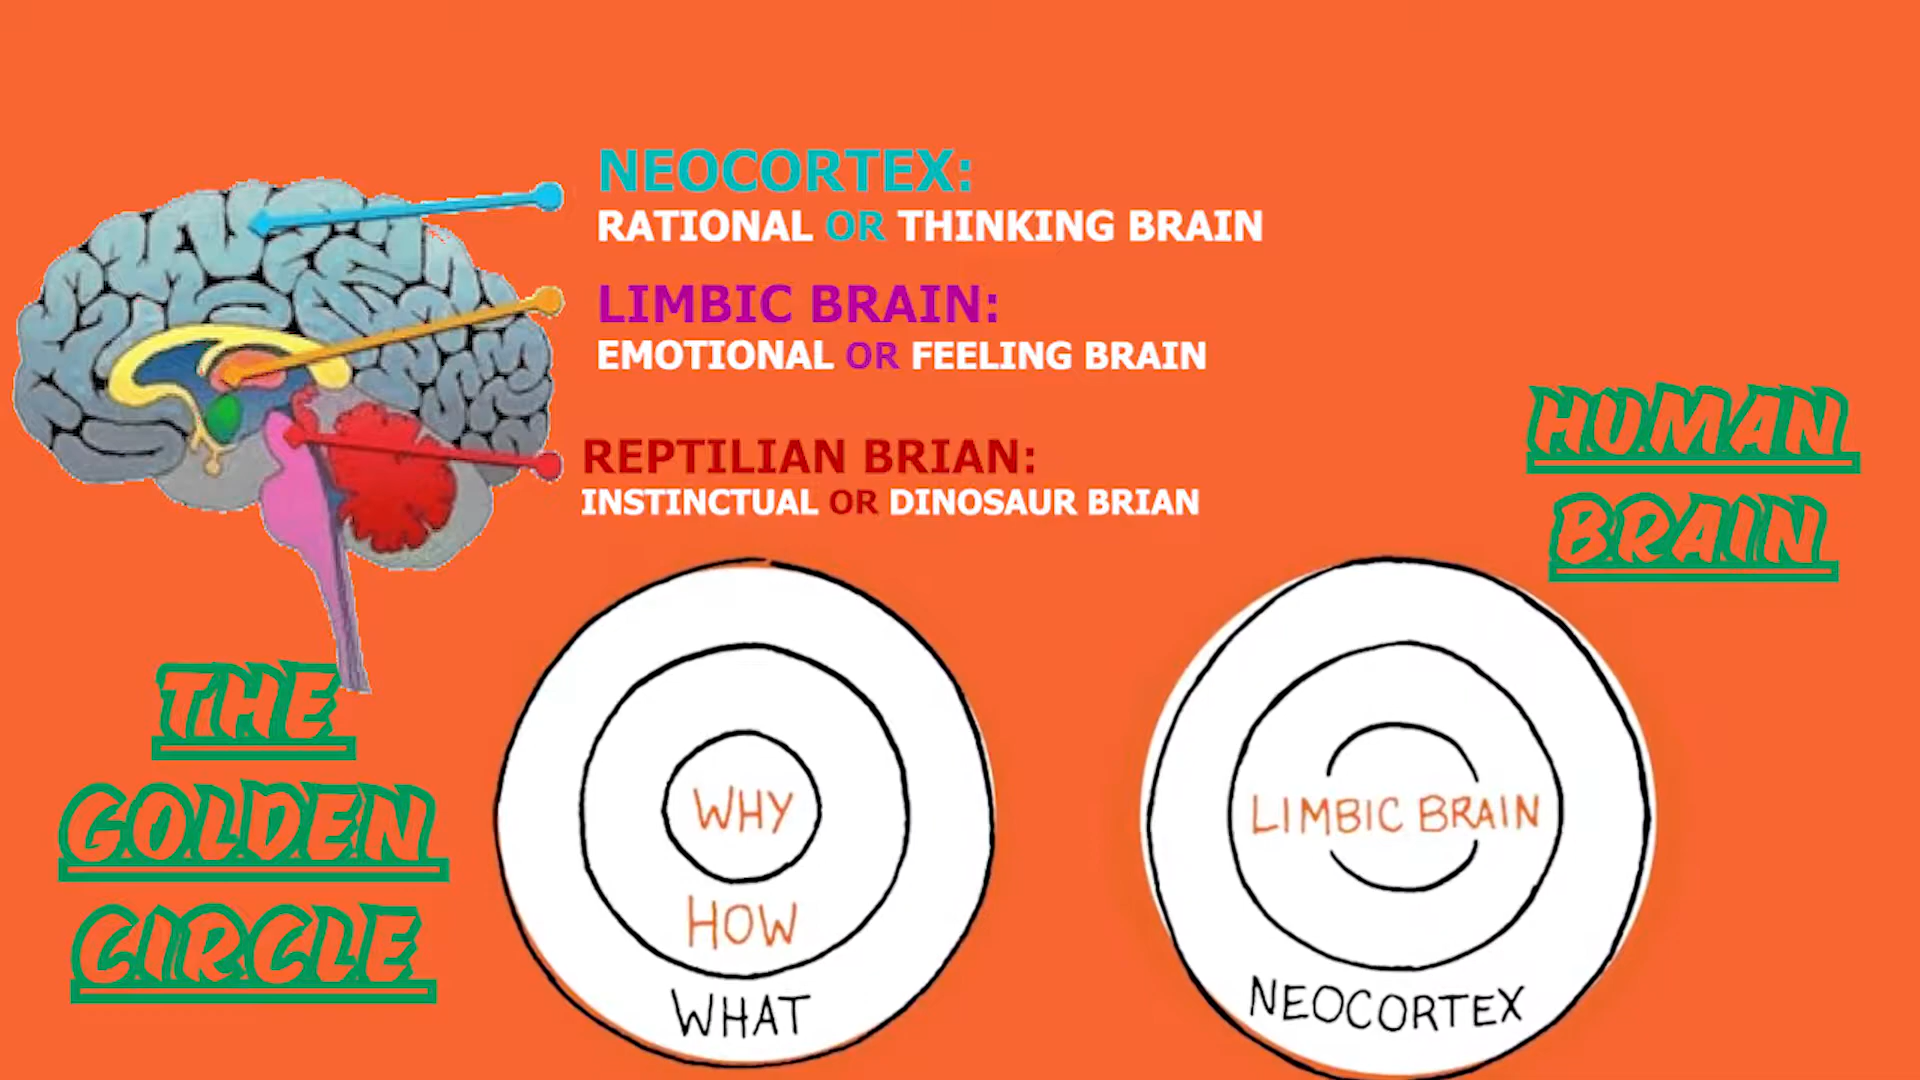 NEOCORTEX:
RATIONAL OR THINKING BRAIN
LIMBIC BRAIN:
EMOTIONAL OR FEELING BRAIN
REPTILIAN BRIAN:
INSTINCTUAL OR DINOSAUR BRIAN
HUMAN
BRAIN
THE
GOLDEN
CIRCLE
WHY
HOW
WHAT
LIMBIC BRAIN
NEOCORTEX